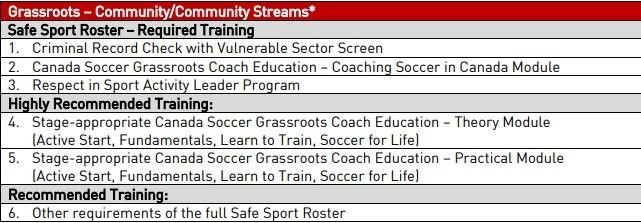 Grassroots – Community/Community Streams*
Safe Sport Roster – Required Training
1. Criminal Record Check with Vulnerable Sector Screen
2. Canada Soccer Grassroots Coach Education – Coaching Soccer in Canada Module
3. Respect in Sport Activity Leader Program
Highly Recommended Training:
4. Stage-appropriate Canada Soccer Grassroots Coach Education – Theory Module
(Active Start, Fundamentals, Learn to Train, Soccer for Life)
5. Stage-appropriate Canada Soccer Grassroots Coach Education – Practical Module
(Active Start, Fundamentals, Learn to Train, Soccer for Life)
Recommended Training:
6. Other requirements of the full Safe Sport Roster